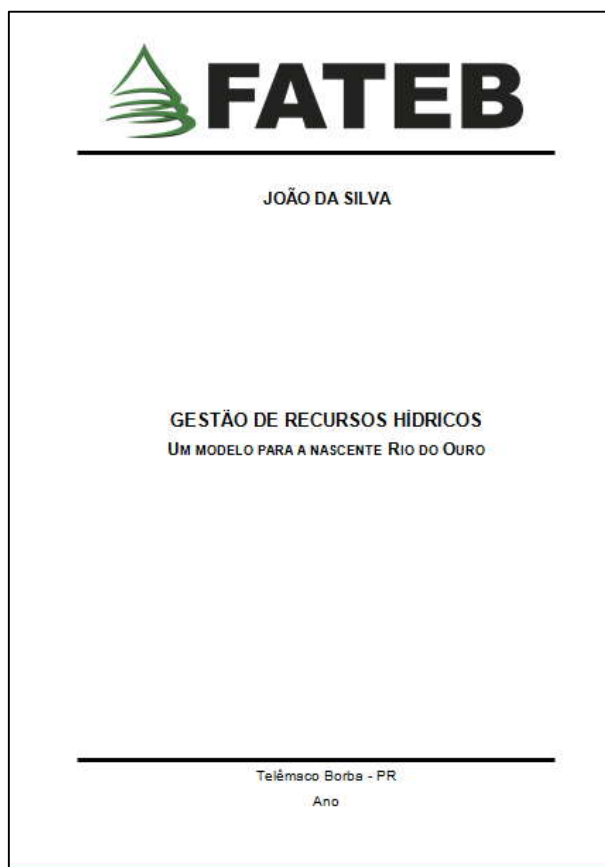 FATEB
JOÃO DA SILVA
GESTÃO DE RECURSOS HÍDRICOS
UM MODELO PARA A NASCENTE RIO DO OURO
Telêmaco Borba - PR
Ano